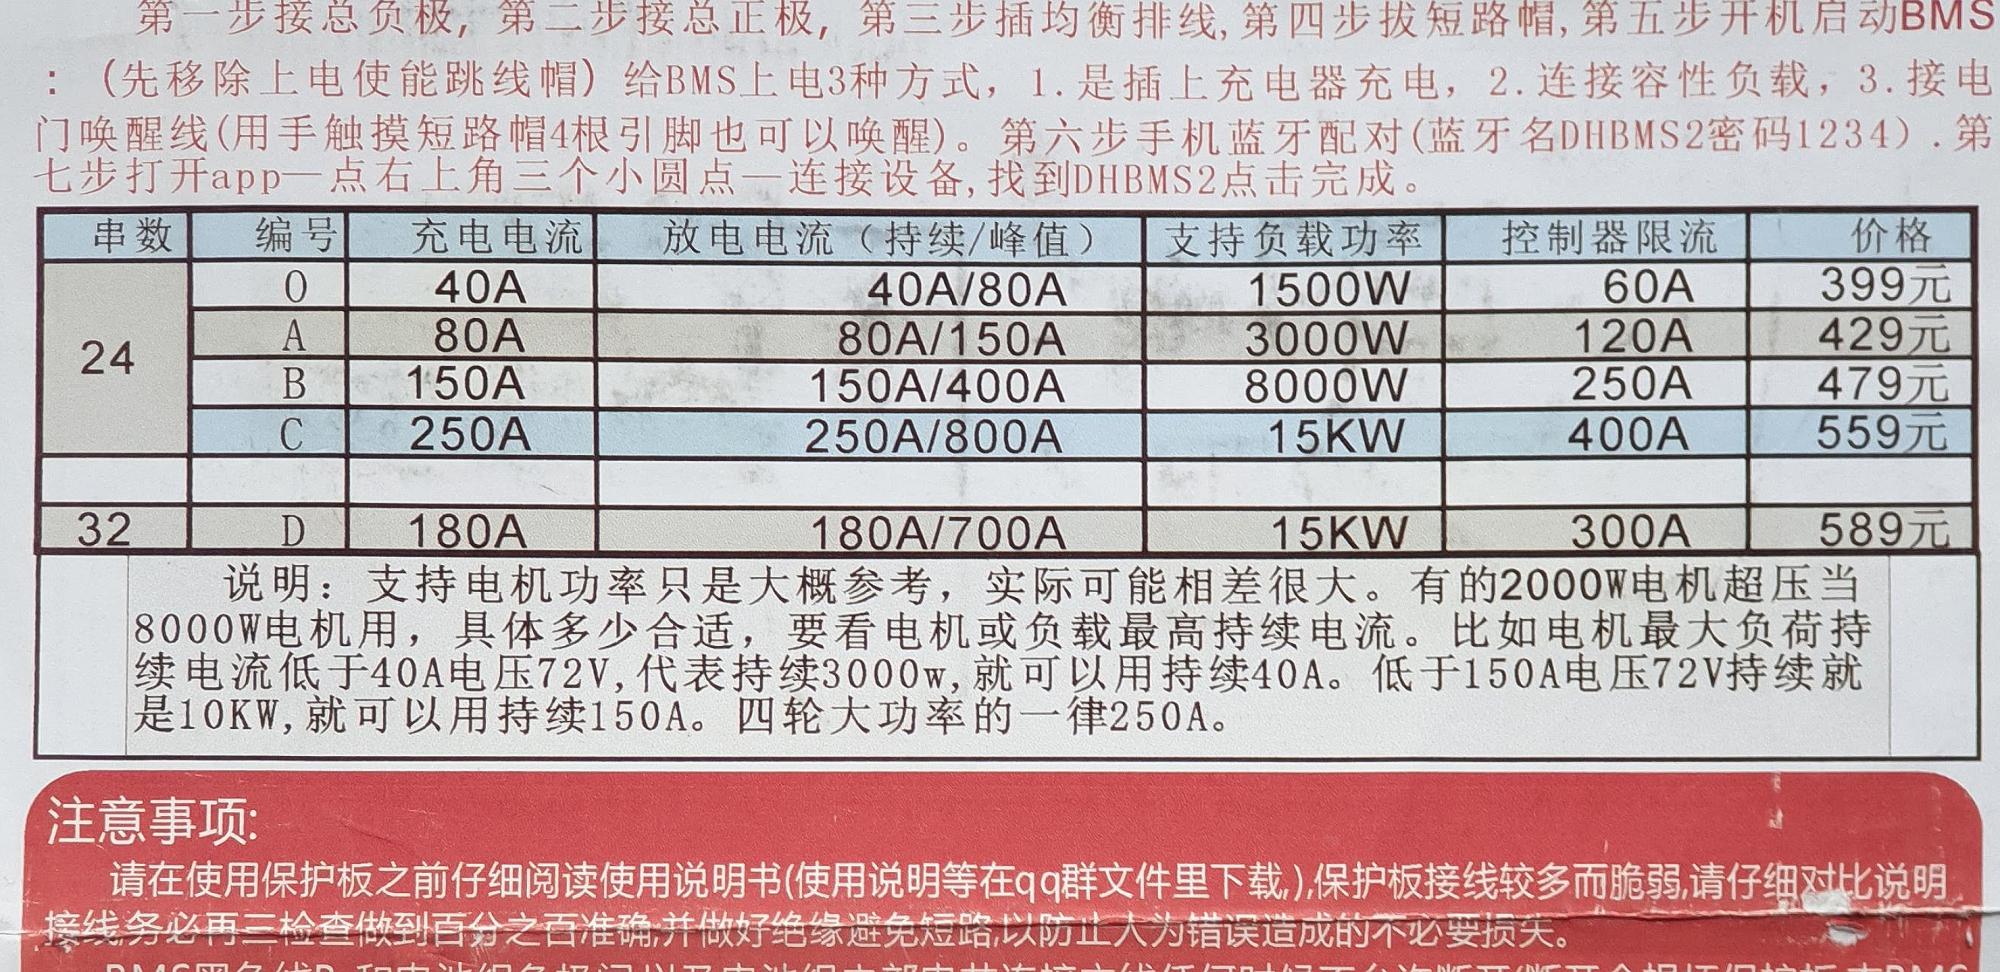 第一步接总负极，第二步接总正极，第三步插均衡排线,第四步拔短路帽,第五步开机启动BMS
：(先移除上电使能跳线帽）给BMS上电3种方式，1.是插上充电器充电，2.连接容性负载，3.接电
门唤醒线(用手触摸短路帽4根引脚也可以唤醒)。第六步手机蓝牙配对(蓝牙名DHBMS2密码1234）.第
七步打开app—点右上角三个小圆点—连接设备,找到DHBMS2点击完成。
串数 编号 充电电流 放电电流（持续/峰值） 支持负载功率 控制器限流 价格
0 40A 40A/80A 1500W 60A 399元
24 A 80A 80A/150A 3000W 120A 429元
B 150A 150A/400A 8000W 250A 479元
C 250A 250A/800A 15KW 400A 559元
32 D 180A 180A/700A 15KW 300A 589元
说明：支持电机功率只是大概参考，实际可能相差很大。有的2000W电机超压当
8000W电机用，具体多少合适，要看电机或负载最高持续电流。比如电机最大负荷持
续电流低于40A电压72V,代表持续3000w,就可以用持续40A。低于150A电压72V持续就
是10KW,就可以用持续150A。四轮大功率的一律250A。
注意事项:
请在使用保护板之前仔细阅读使用说明书(使用说明等在qq群文件里下载,),保护板接线较多而脆弱,请仔细对比说明
接线,务必再三检查做到百分之百准确,并做好绝缘避免短路,以防止人为错误造成的不必要损失。